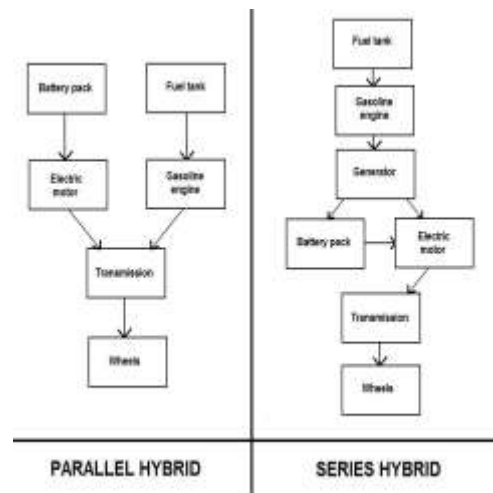 Battery pack
Fuel tank
Electric
motor
Gasoline
engine
Transmission
Wheels
PARALLEL HYBRID
Fuel tank
Gasoline
engine
Generator
Battery pack
Electric
motor
Transmission
Wheels
SERIES HYBRID